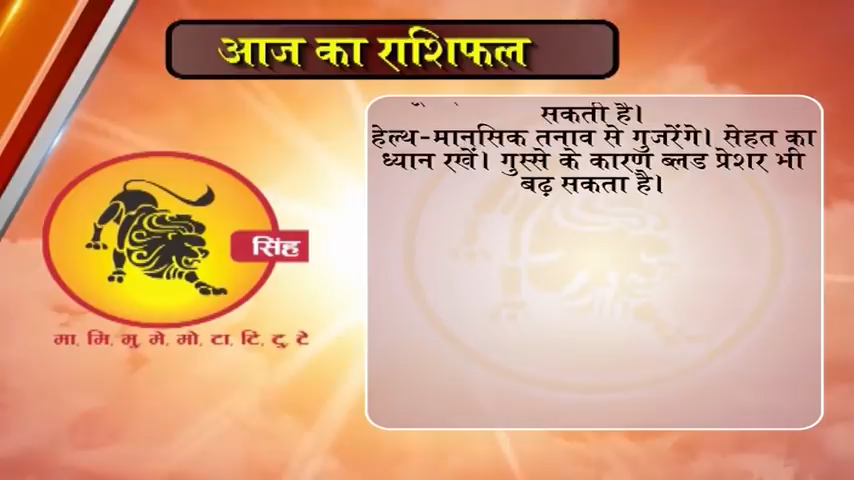 आज का राशिफल
सकती है।
हेल्थ-मानसिक तनाव से गुजरेंगे। सेहत का
ध्यान रखें। गुस्से के कारण ब्लड प्रेशर भी
बढ़ सकता है।
सिंह
मा, मि, मु, मे, मो, टा, टि, टु, टे